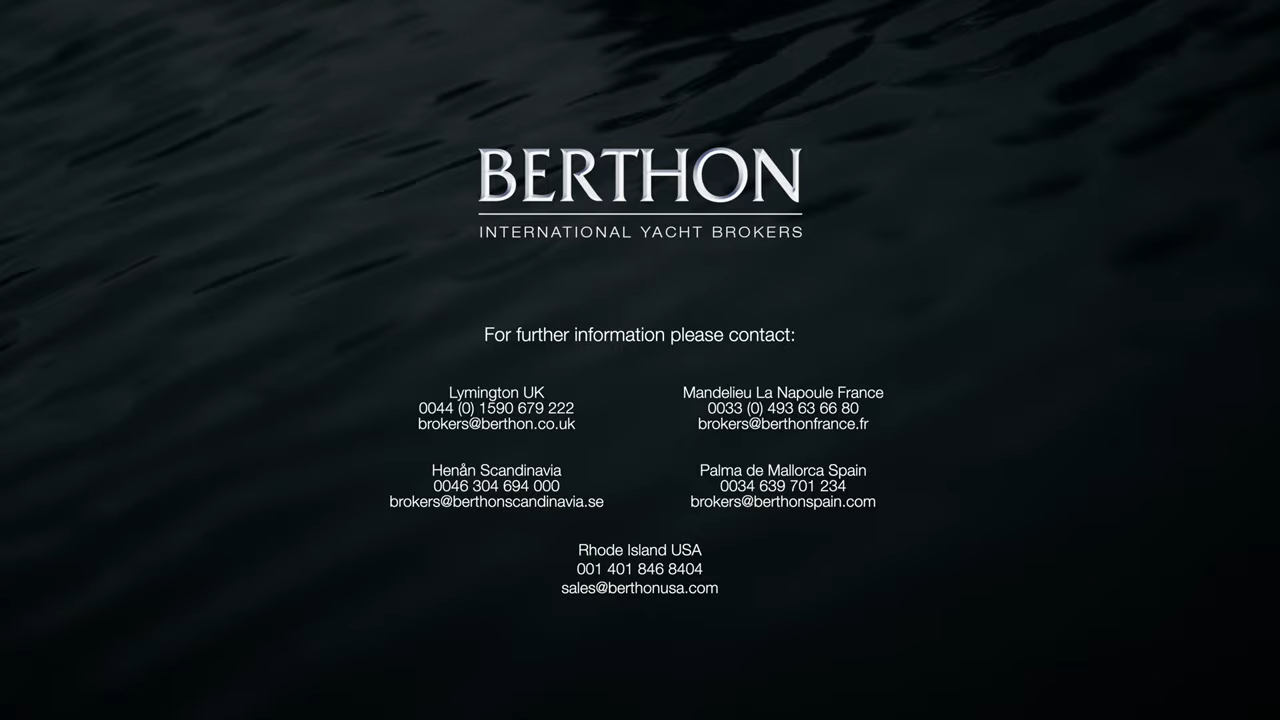 BERTHON
INTERNATIONAL YACHT BROKERS
For further information please contact:
Lymington UK
0044 (0) 1590 679 222
brokers@berthon.co.uk
Mandelieu La Napoule France
0033 (0) 493 63 66 80
brokers@berthonfrance.fr
Henån Scandinavia
0046 304 694 000
brokers@berthonscandinavia.se
Palma de Mallorca Spain
0034 639 701 234
brokers@berthonspain.com
Rhode Island USA
001 401 846 8404
sales@berthonusa.com